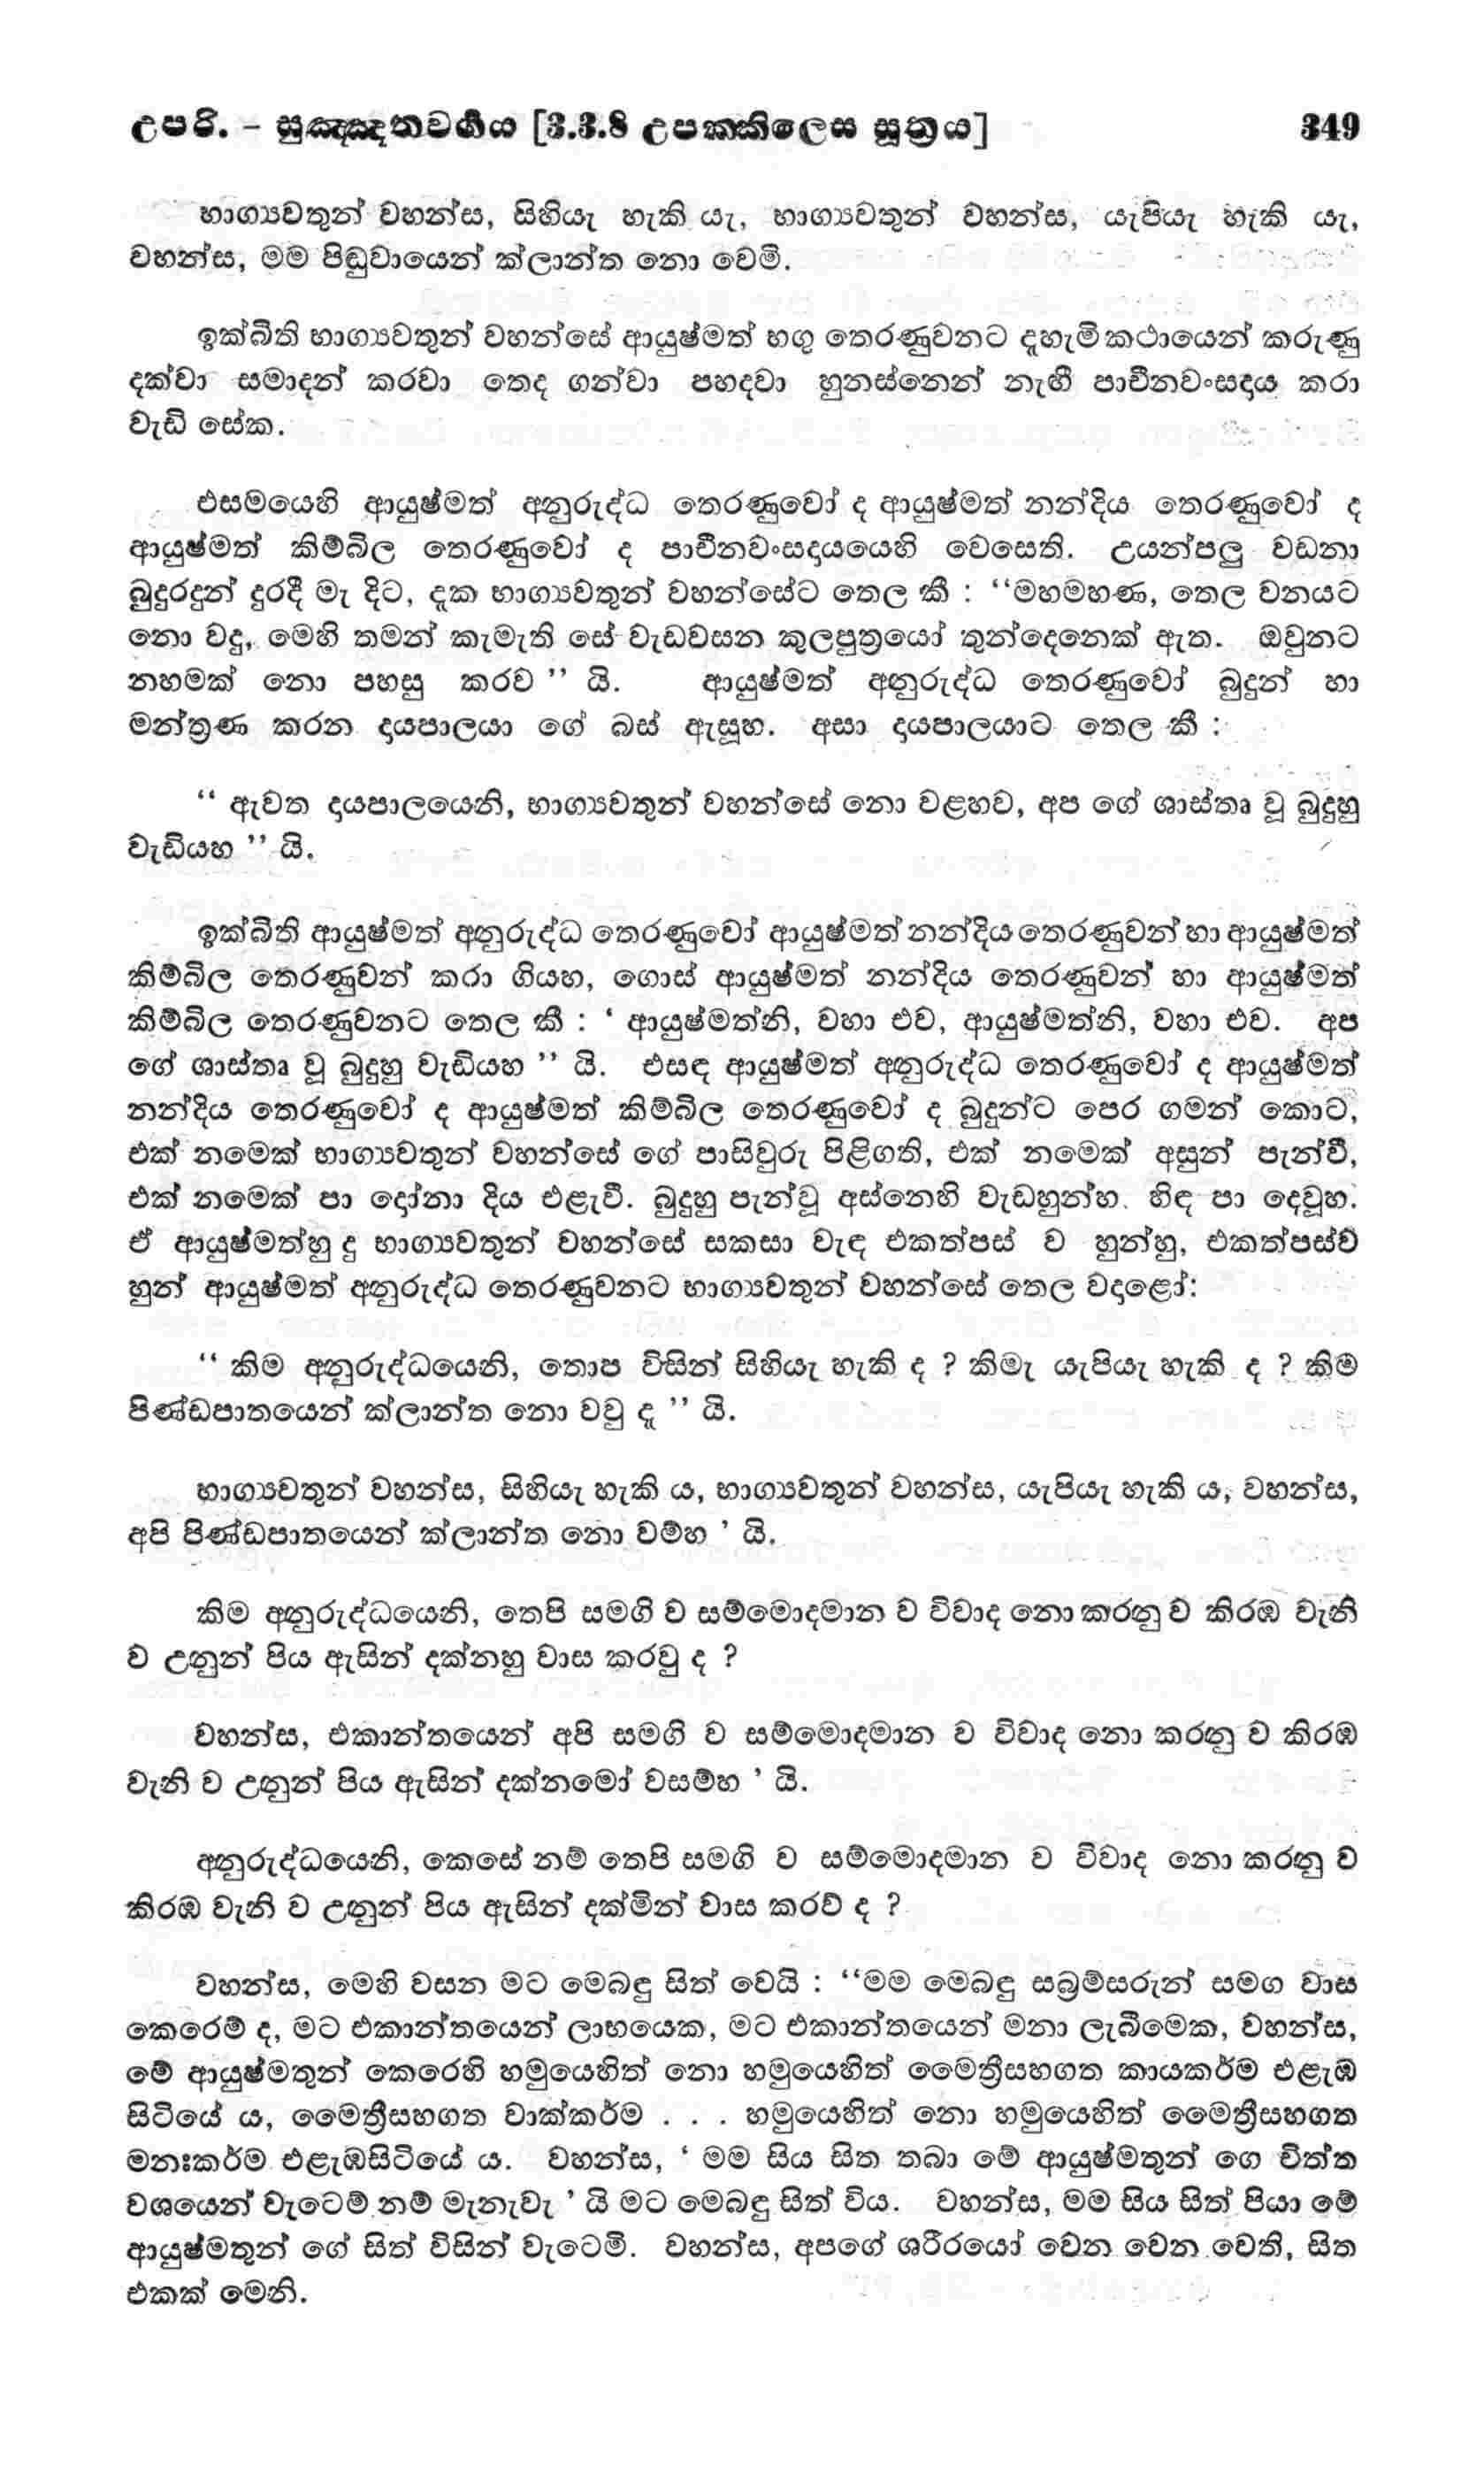 උපරි. – සුඤ්ඤතවර්‍ගය [3.3.8 උපක්කිලෙස සූත්‍රය] 349
භාග්‍යවතුන් වහන්ස, සිහියැ හැකි යැ, භාග්‍යවතුන් වහන්ස, යැපියැ හැකි යැ,
වහන්ස, මම පිඬුවායෙන් ක්ලාන්ත නො වෙමි.
ඉක්බිති භාග්‍යවතුන් වහන්සේ ආයුෂ්මත් භගු තෙරණුවනට දැහැමිකථායෙන් කරුණු
දක්වා සමාදන් කරවා තෙද ගන්වා පහදවා හුනස්නෙන් නැඟී පාචීනවංසදාය කරා
වැඩි සේක.
එසමයෙහි ආයුෂ්මත් අනුරුද්ධ තෙරණුවෝ ද ආයුෂ්මත් නන්දිය තෙරණුවෝ ද
ආයුෂ්මත් කිම්බිල තෙරණුවෝ ද පාචීනවංසදායයෙහි වෙසෙති. උයන්පලු වඩනා
බුදුරදුන් දුරදී මැ දිට, දැක භාග්‍යවතුන් වහන්සේට තෙල කී : ‘‘මහමහණ, තෙල වනයට
නො වදු, මෙහි තමන් කැමැති සේ වැඩවසන කුලපුත්‍රයෝ තුන්දෙනෙක් ඇත. ඔවුනට
නහමක් නො පහසු කරව ’’ යි. ආයුෂ්මත් අනුරුද්ධ තෙරණුවෝ බුදුන් හා
මන්ත්‍රණ කරන දායපාලයා ගේ බස් ඇසූහ. අසා දායපාලයාට තෙල කී :
‘‘ ඇවත දායපාලයෙනි, භාග්‍යවතුන් වහන්සේ නො වළහව, අප ගේ ශාස්තෘ වූ බුදුහු
වැඩියහ ’’ යි.
ඉක්බිති ආයුෂ්මත් අනුරුද්ධ තෙරණුවෝ ආයුෂ්මත් නන්දිය තෙරණුවන් හා ආයුෂ්මත්
කිම්බිල තෙරණුවන් කරා ගියහ, ගොස් ආයුෂ්මත් නන්දිය තෙරණුවන් හා ආයුෂ්මත්
කිම්බිල තෙරණුවනට තෙල කී : ‘ ආයුෂ්මත්නි, වහා එව, ආයුෂ්මත්නි, වහා එව. අප
ගේ ශාස්තෘ වූ බුදුහු වැඩියහ ’’ යි. එසඳ ආයුෂ්මත් අනුරුද්ධ තෙරණුවෝ ද ආයුෂ්මත්
නන්දිය තෙරණුවෝ ද ආයුෂ්මත් කිම්බිල තෙරණුවෝ ද බුදුන්ට පෙර ගමන් කොට,
එක් නමෙක් භාග්‍යවතුන් වහන්සේ ගේ පාසිවුරු පිළිගති, එක් නමෙක් අසුන් පැන්වී,
එක් නමෙක් පා දෝනා දිය එළැවී. බුදුහු පැන්වූ අස්නෙහි වැඩහුන්හ. හිඳ පා දෙවූහ.
ඒ ආයුෂ්මත්හු දු භාග්‍යවතුන් වහන්සේ සකසා වැඳ එකත්පස් ව හුන්හු, එකත්පස්ව
හුන් ආයුෂ්මත් අනුරුද්ධ තෙරණුවනට භාග්‍යවතුන් වහන්සේ තෙල වදාළෝ:
‘‘ කිම අනුරුද්ධයෙනි, තොප විසින් සිහියැ හැකි ද ? කිමැ යැපියැ හැකි ද ? කිම
පිණ්ඩපාතයෙන් ක්ලාන්ත නො වවු දැ ’’ යි.
භාග්‍යවතුන් වහන්ස, සිහියැ හැකි ය, භාග්‍යවතුන් වහන්ස, යැපියැ හැකි ය, වහන්ස,
අපි පිණ්ඩපාතයෙන් ක්ලාන්ත නො වම්හ ’ යි.
කිම අනුරුද්ධයෙනි, තෙපි සමගි ව සම්මොදමාන ව විවාද නො කරනු ව කිරඹ වැනි
ව උනුන් පිය ඇසින් දක්නහු වාස කරවු ද ?
වහන්ස, එකාන්තයෙන් අපි සමගි ව සම්මොදමාන ව විවාද නො කරනු ව කිරඹ
වැනි ව උනුන් පිය ඇසින් දක්නමෝ වසම්හ ’ යි.
අනුරුද්ධයෙනි, කෙසේ නම් තෙපි සමගි ව සම්මොදමාන ව විවාද නො කරනු ව
කිරඹ වැනි ව උනුන් පිය ඇසින් දක්මින් වාස කරව් ද ?
වහන්ස, මෙහි වසන මට මෙබඳු සිත් වෙයි : ‘‘මම මෙබඳු සබ්‍රම්සරුන් සමග වාස
කෙරෙම් ද, මට එකාන්තයෙන් ලාභයෙක, මට එකාන්තයෙන් මනා ලැබීමෙක, වහන්ස,
මේ ආයුෂ්මතුන් කෙරෙහි හමුයෙහිත් නො හමුයෙහිත් මෛත්‍රීසහගත කායකර්ම එළැඹ
සිටියේ ය, මෛත්‍රීසහගත වාක්කර්ම . . . හමුයෙහිත් නො හමුයෙහිත් මෛත්‍රීසහගත
මනඃකර්ම එළැඹසිටියේ ය. වහන්ස, ‘ මම සිය සිත තබා මේ ආයුෂ්මතුන් ගෙ චිත්ත
වශයෙන් වැටෙම් නම් මැනැවැ ’ යි මට මෙබඳු සිත් විය. වහන්ස, මම සිය සිත් පියා මේ
ආයුෂ්මතුන් ගේ සිත් විසින් වැටෙමි. වහන්ස, අපගේ ශරීරයෝ වෙන වෙන වෙති, සිත
එකක් මෙනි.